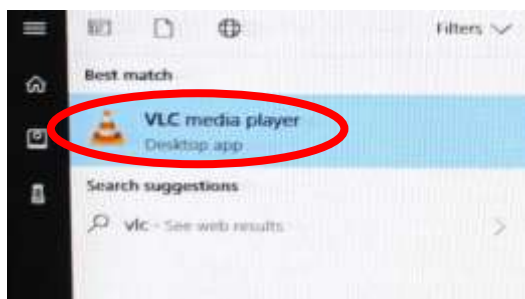 Filters
Best match
VLC media player
Desktop app
Search suggestions
vlc - See web results